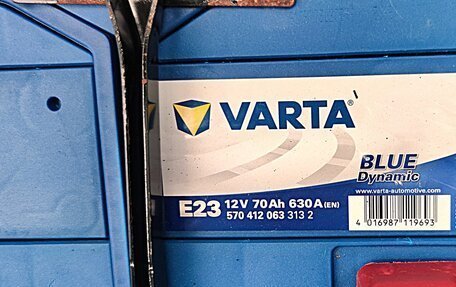 VARTA®
BLUE
Dynamic
www.varta-automotive.com
E23 12V 70Ah 630A (EN)
570 412 063 313 2
4 016987 119693